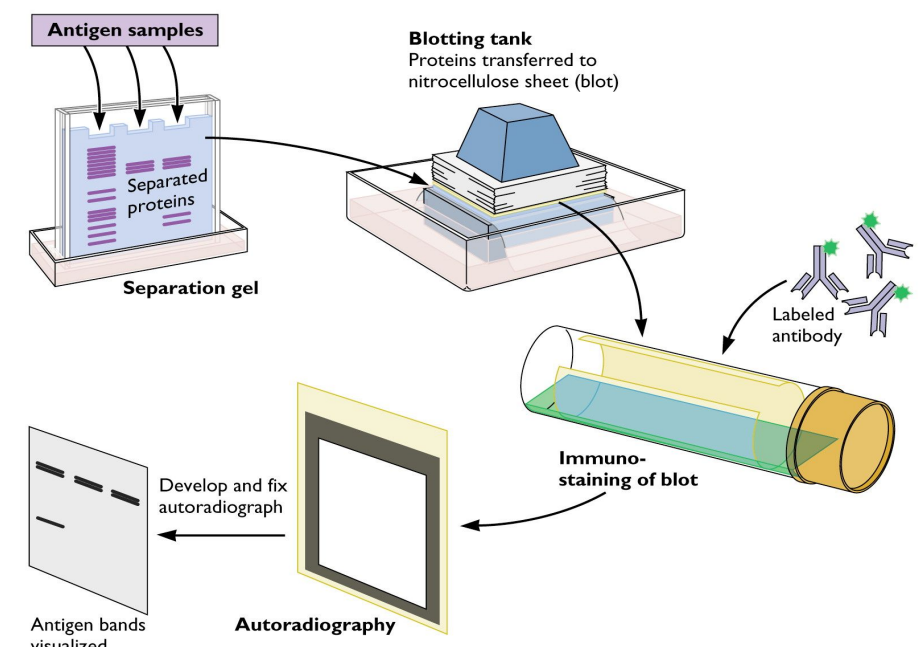 Antigen samples
Blotting tank
Proteins transferred to
nitrocellulose sheet (blot)
Separated
proteins
Separation gel
Labeled
antibody
Immuno-
staining of blot
Develop and fix
autoradiograph
Autoradiography
Antigen bands
visualized